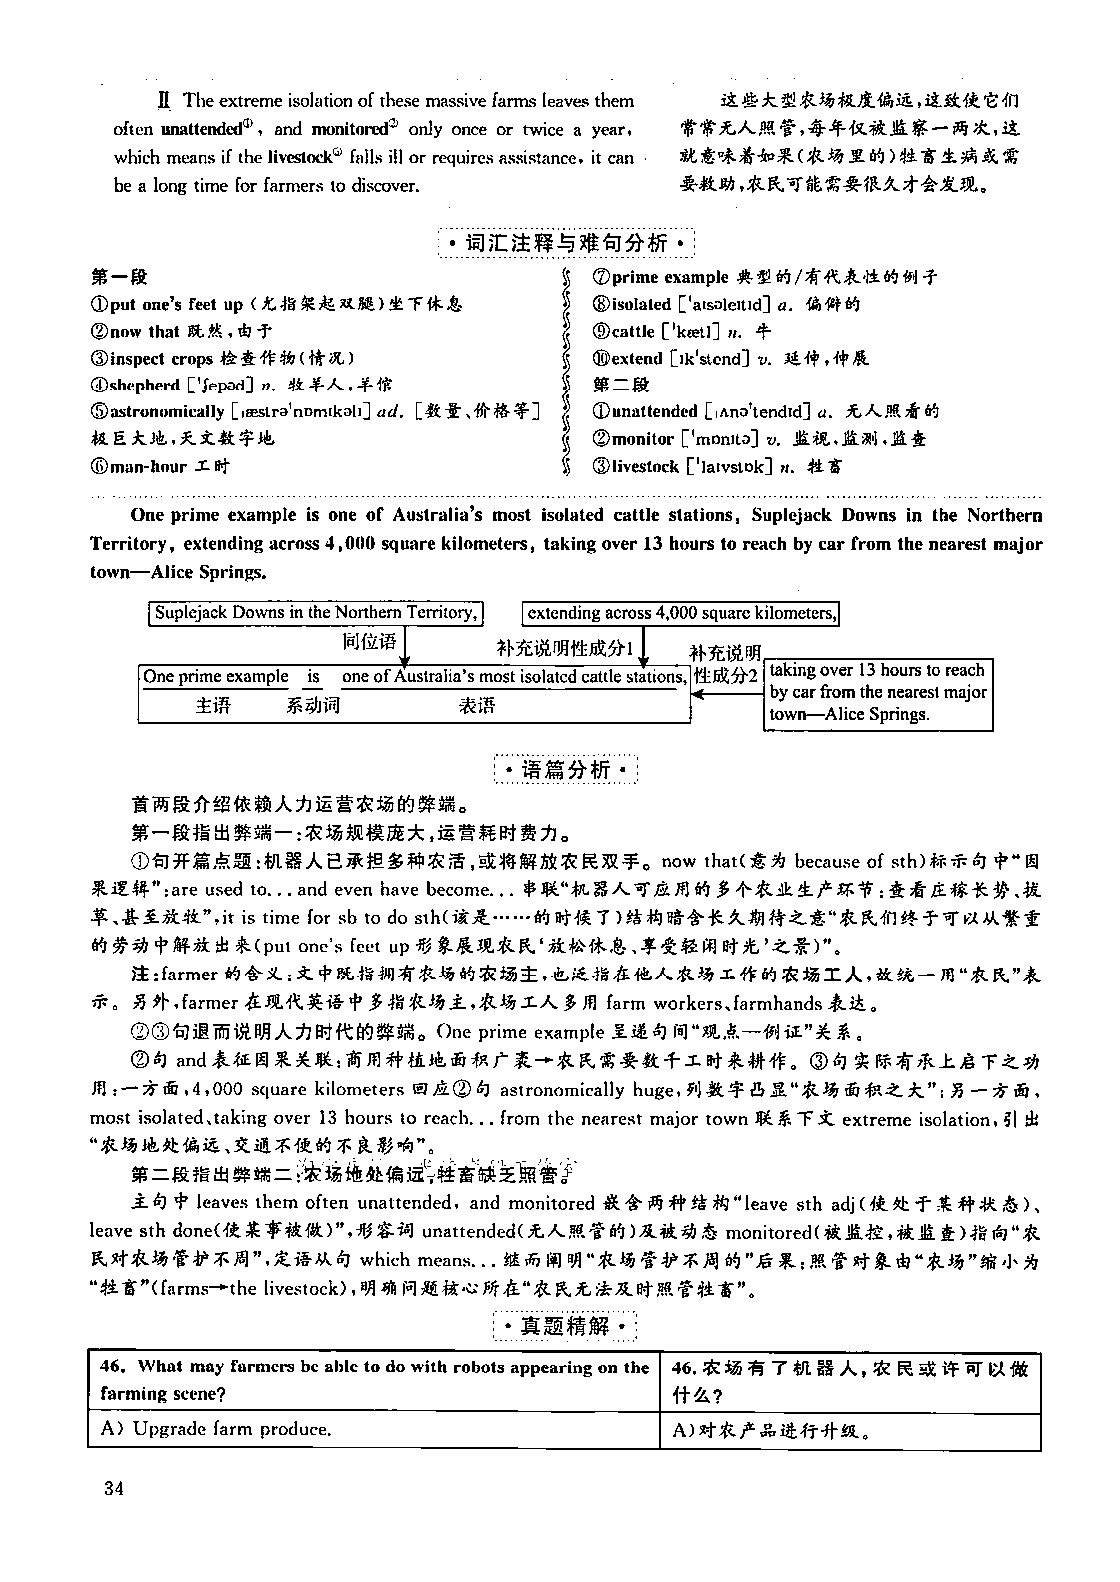 Ⅱ The extreme isolation of these massive farms leaves them
often unattended①, and monitored② only once or twice a year,
which means if the livestock③ falls ill or requires assistance, it can
be a long time for farmers to discover.
这些大型农场极度偏远,这致使它们
常常无人照管,每年仅被监察一两次,这
就意味着如果(农场里的)牲畜生病或需
要救助,农民可能需要很久才会发现。
·词汇注释与难句分析·
第一段
①put one's feet up (尤指架起双腿)坐下休息
②now that 既然,由于
③inspect crops 检查作物(情况)
④shepherd [ˈʃepəd] n. 牧羊人,羊倌
⑤astronomically [ˌæstrəˈnɒmɪkəlɪ] ad. [数量、价格等]
极巨大地,天文数字地
⑥man-hour 工时
⑦prime example 典型的/有代表性的例子
⑧isolated [ˈaɪsəleɪtɪd] a. 偏僻的
⑨cattle [ˈkætl] n. 牛
⑩extend [ɪkˈstend] v. 延伸,伸展
第二段
①unattended [ˌʌnəˈtendɪd] a. 无人照看的
②monitor [ˈmɒnɪtə] v. 监视,监测,监查
③livestock [ˈlaɪvstɒk] n. 牲畜
One prime example is one of Australia's most isolated cattle stations, Suplejack Downs in the Northern
Territory, extending across 4,000 square kilometers, taking over 13 hours to reach by car from the nearest major
town—Alice Springs.
Suplejack Downs in the Northern Territory,
extending across 4,000 square kilometers,
同位语
补充说明性成分1
补充说明
性成分2
One prime example is one of Australia's most isolated cattle stations,
主语 系动词 表语
taking over 13 hours to reach
by car from the nearest major
town—Alice Springs.
·语篇分析·
首两段介绍依赖人力运营农场的弊端。
第一段指出弊端一:农场规模庞大,运营耗时费力。
①句开篇点题:机器人已承担多种农活,或将解放农民双手。now that(意为 because of sth)标示句中“因
果逻辑”;are used to... and even have become... 串联“机器人可应用的多个农业生产环节:查看庄稼长势、拔
草、甚至放牧”,it is time for sb to do sth(该是……的时候了)结构暗含长久期待之意“农民们终于可以从繁重
的劳动中解放出来(put one's feet up 形象展现农民‘放松休息、享受轻闲时光’之景)”。
注:farmer 的含义:文中既指拥有农场的农场主,也泛指在他人农场工作的农场工人,故统一用“农民”表
示。另外,farmer 在现代英语中多指农场主,农场工人多用 farm workers、farmhands 表达。
②③句退而说明人力时代的弊端。One prime example 呈递句间“观点—例证”关系。
②句 and 表征因果关联:商用种植地面积广袤→农民需要数千工时来耕作。③句实际有承上启下之功
用:一方面,4,000 square kilometers 回应②句 astronomically huge,列数字凸显“农场面积之大”;另一方面,
most isolated、taking over 13 hours to reach... from the nearest major town 联系下文 extreme isolation,引出
“农场地处偏远、交通不便的不良影响”。
第二段指出弊端二:农场地处偏远,牲畜缺乏照管。
主句中 leaves them often unattended, and monitored 嵌含两种结构“leave sth adj(使处于某种状态)、
leave sth done(使某事被做)”,形容词 unattended(无人照管的)及被动态 monitored(被监控,被监查)指向“农
民对农场管护不周”,定语从句 which means... 继而阐明“农场管护不周的”后果:照管对象由“农场”缩小为
“牲畜”(farms→the livestock),明确问题核心所在“农民无法及时照管牲畜”。
·真题精解·
46. What may farmers be able to do with robots appearing on the
farming scene?
46. 农场有了机器人,农民或许可以做
什么?
A) Upgrade farm produce.
A)对农产品进行升级。
34